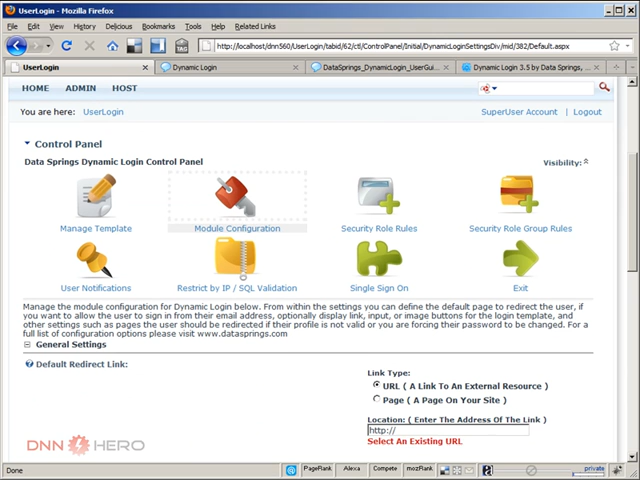 UserLogin - Mozilla Firefox
File Edit View History Delicious Bookmarks Tools Help Related Links
http://localhost/dnn560/UserLogin/tabid/62/ctl/ControlPanel/Initial/DynamicLoginSettingsDiv/mid/382/Default.aspx
UserLogin
Dynamic Login
DataSprings_DynamicLogin_UserGui...
Dynamic Login 3.5 by Data Springs, ...
HOME ADMIN HOST
You are here: UserLogin
SuperUser Account | Logout
Control Panel
Data Springs Dynamic Login Control Panel
Visibility:
Manage Template
Module Configuration
Security Role Rules
Security Role Group Rules
User Notifications
Restrict by IP / SQL Validation
Single Sign On
Exit
Manage the module configuration for Dynamic Login below. From within the settings you can define the default page to redirect the user, if
you want to allow the user to sign in from their email address, optionally display link, input, or image buttons for the login template, and
other settings such as pages the user should be redirected if their profile is not valid or you are forcing their password to be changed. For a
full list of configuration options please visit www.datasprings.com
General Settings
Default Redirect Link:
Link Type:
URL ( A Link To An External Resource )
Page ( A Page On Your Site )
Location: ( Enter The Address Of The Link )
http://
Select An Existing URL
DNN HERO
Done
PageRank
Alexa
Compete
mozRank
private